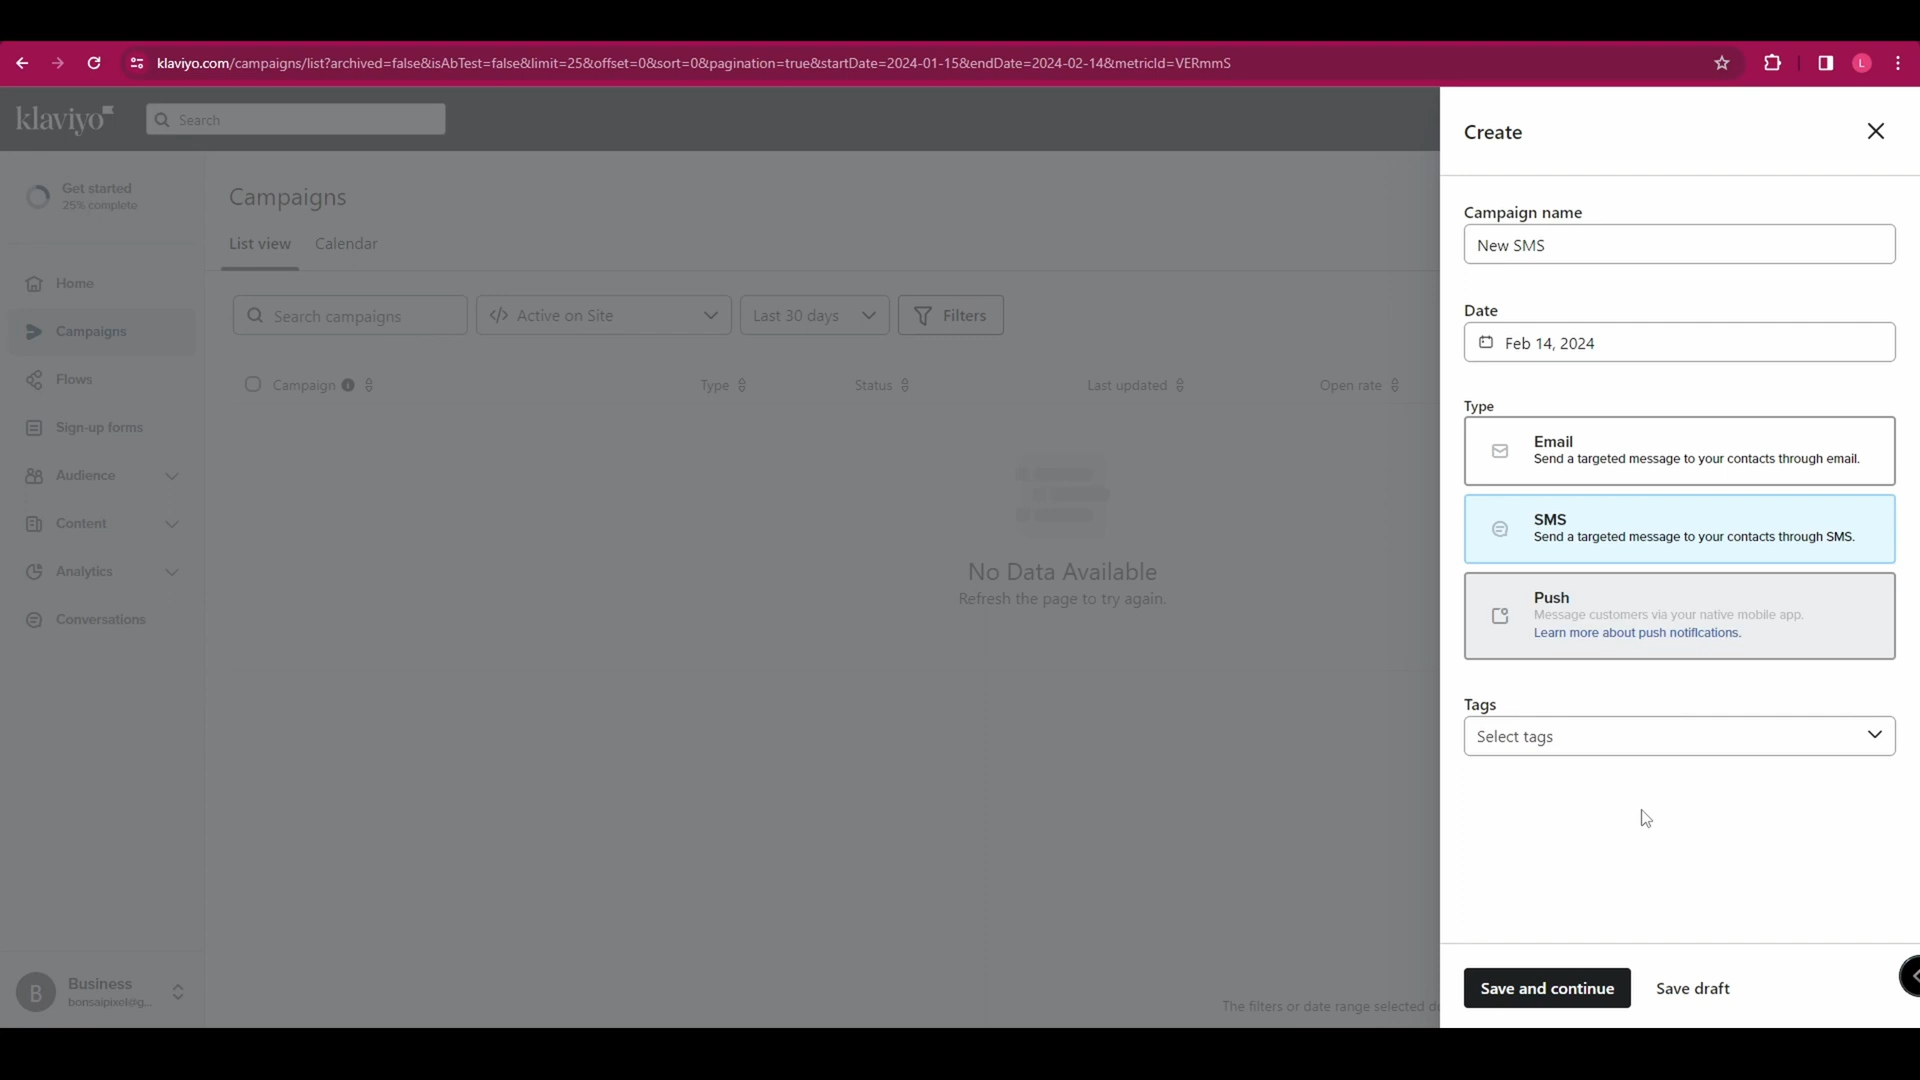 klaviyo.com/campaigns/list?archived=false&isAbTest=false&limit=25&offset=0&sort=0&pagination=true&startDate=2024-01-15&endDate=2024-02-14&metricId=VERmmS
L
klaviyo
Search
Get started
25% complete
Home
Campaigns
Flows
Sign-up forms
Audience
Content
Analytics
Conversations
B
Business
bonsaipixel@g...
Campaigns
List view
Calendar
Search campaigns
Active on Site
Last 30 days
Filters
Campaign
Type
Status
Last updated
Open rate
No Data Available
Refresh the page to try again.
The filters or date range selected
Create
Campaign name
New SMS
Date
Feb 14, 2024
Type
Email
Send a targeted message to your contacts through email.
SMS
Send a targeted message to your contacts through SMS.
Push
Message customers via your native mobile app.
Learn more about push notifications.
Tags
Select tags
Save and continue
Save draft